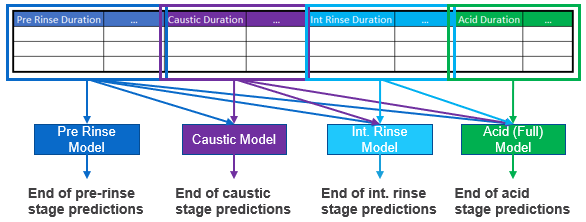 Pre Rinse Duration ... Caustic Duration ... Int Rinse Duration ... Acid Duration ...
Pre Rinse
Model
Caustic Model
Int. Rinse
Model
Acid (Full)
Model
End of pre-rinse
stage predictions
End of caustic
stage predictions
End of int. rinse
stage predictions
End of acid
stage predictions